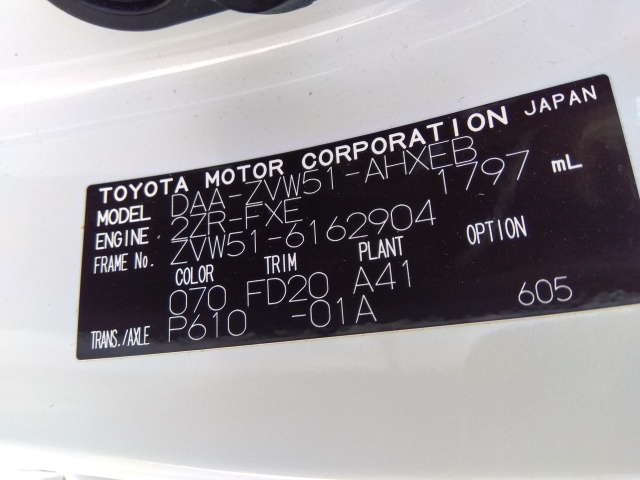 TOYOTA MOTOR CORPORATION JAPAN
MODEL DAA-ZVW51-AHXEB
ENGINE 2ZR-FXE 1797 mL
FRAME No. ZVW51-6162904
COLOR TRIM PLANT OPTION
070 FD20 A41
TRANS./AXLE P610 -01A 605